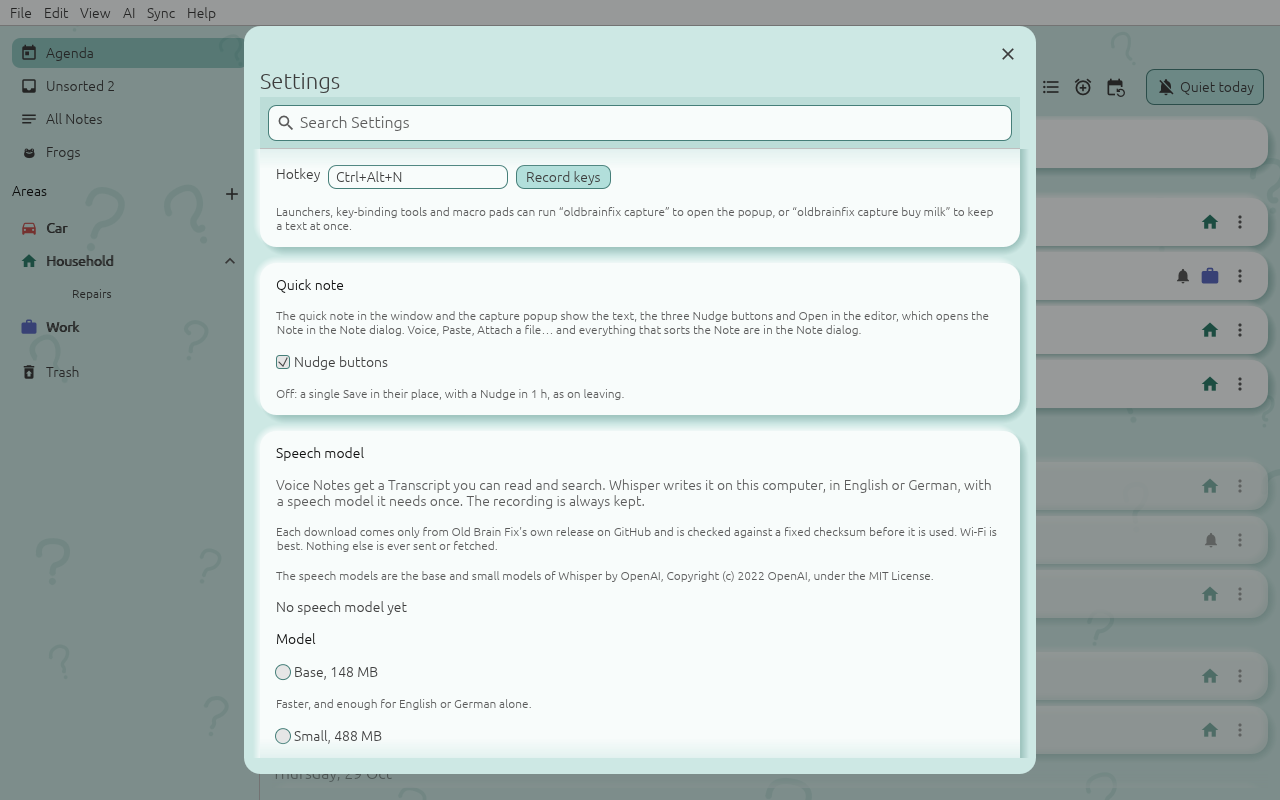 File Edit View AI Sync Help
Agenda
Unsorted 2
All Notes
Frogs
Areas
Car
Household
Repairs
Work
Trash
Quiet today
Settings
Search Settings
Hotkey Ctrl+Alt+N Record keys
Launchers, key-binding tools and macro pads can run “oldbrainfix capture” to open the popup, or “oldbrainfix capture buy milk” to keep
a text at once.
Quick note
The quick note in the window and the capture popup show the text, the three Nudge buttons and Open in the editor, which opens the
Note in the Note dialog. Voice, Paste, Attach a file… and everything that sorts the Note are in the Note dialog.
Nudge buttons
Off: a single Save in their place, with a Nudge in 1 h, as on leaving.
Speech model
Voice Notes get a Transcript you can read and search. Whisper writes it on this computer, in English or German, with
a speech model it needs once. The recording is always kept.
Each download comes only from Old Brain Fix's own release on GitHub and is checked against a fixed checksum before it is used. Wi-Fi is
best. Nothing else is ever sent or fetched.
The speech models are the base and small models of Whisper by OpenAI, Copyright (c) 2022 OpenAI, under the MIT License.
No speech model yet
Model
Base, 148 MB
Faster, and enough for English or German alone.
Small, 488 MB
Thursday, 29 Oct